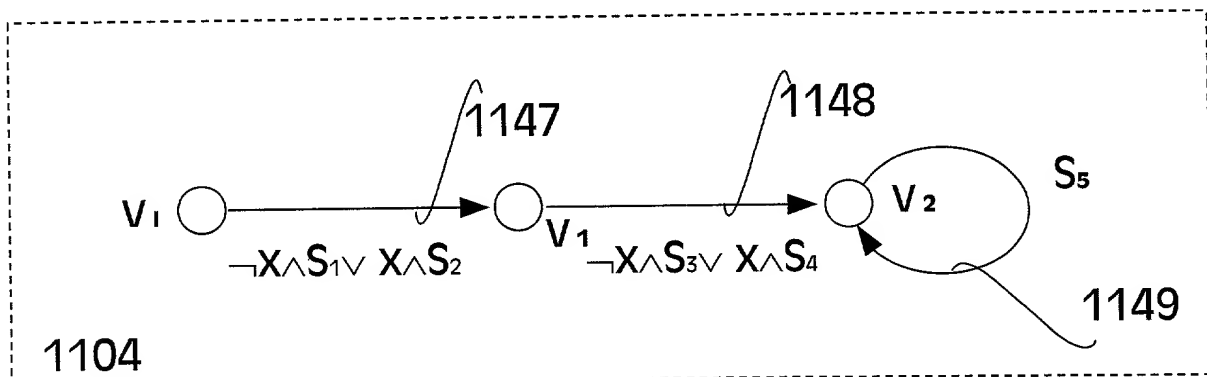 1147
1148
V₁ V₂ S₅
V₁
¬X∧S₁∨ X∧S₂ ¬X∧S₃∨ X∧S₄
1149
1104